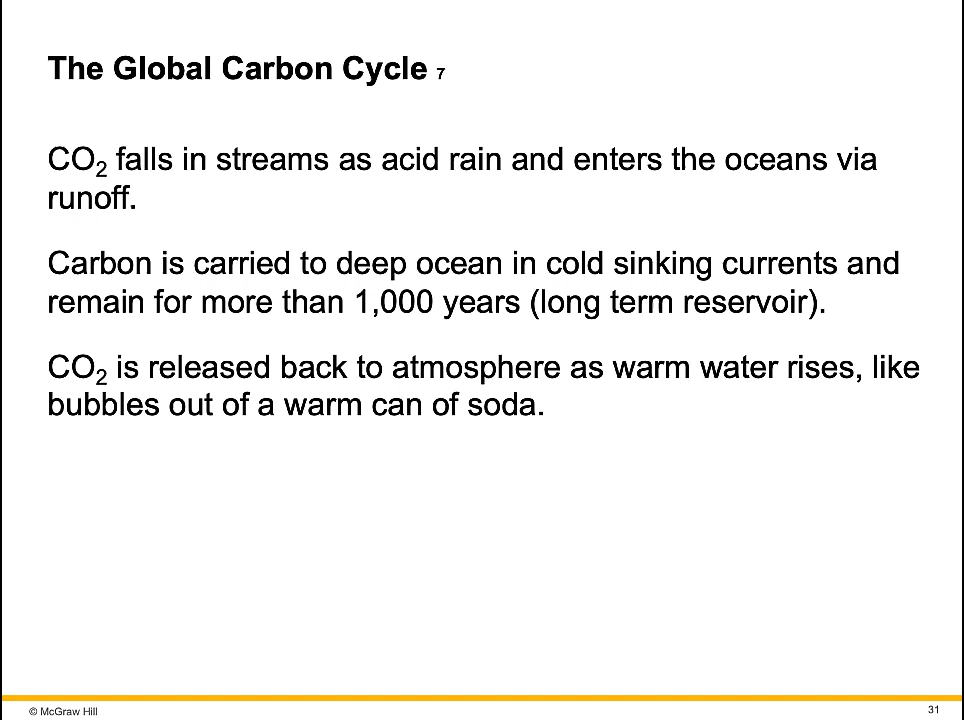 The Global Carbon Cycle 7
CO2 falls in streams as acid rain and enters the oceans via
runoff.
Carbon is carried to deep ocean in cold sinking currents and
remain for more than 1,000 years (long term reservoir).
CO2 is released back to atmosphere as warm water rises, like
bubbles out of a warm can of soda.
© McGraw Hill
31